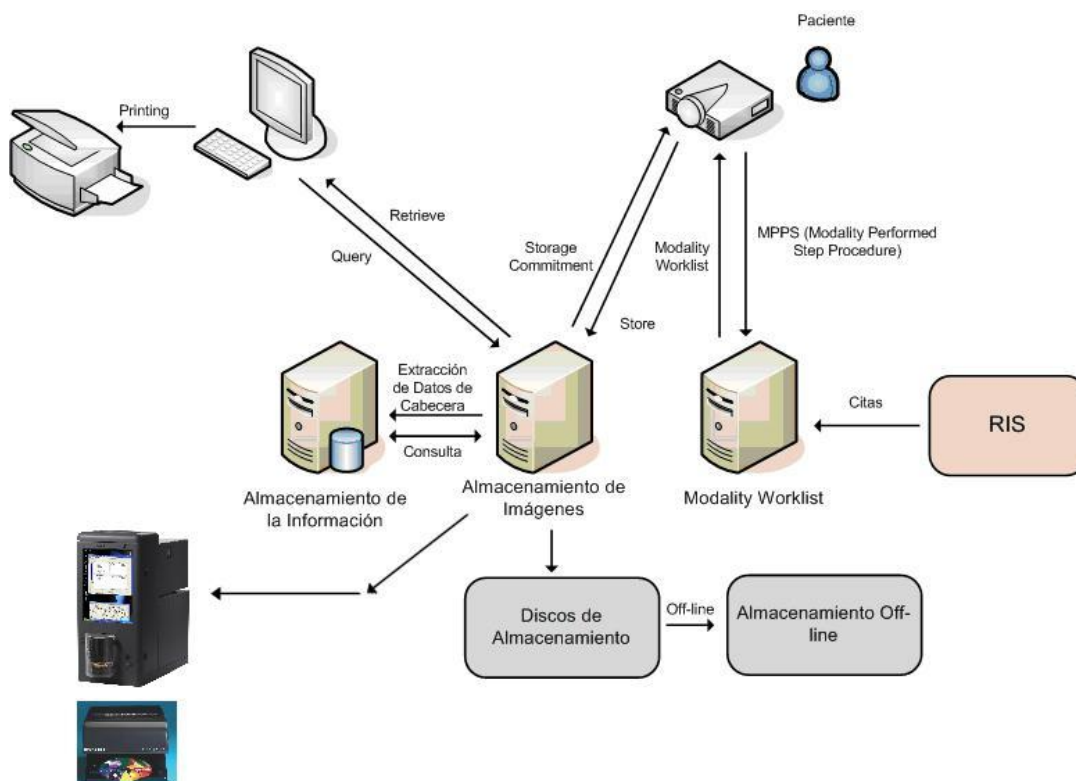 Paciente
Printing
Retrieve
Query
Storage
Commitment
Store
Modality
Worklist
MPPS (Modality Performed
Step Procedure)
Extracción
de Datos de
Cabecera
Consulta
Citas
RIS
Almacenamiento de
la Información
Almacenamiento de
Imágenes
Modality Worklist
Discos de
Almacenamiento
Off-line
Almacenamiento Off-
line